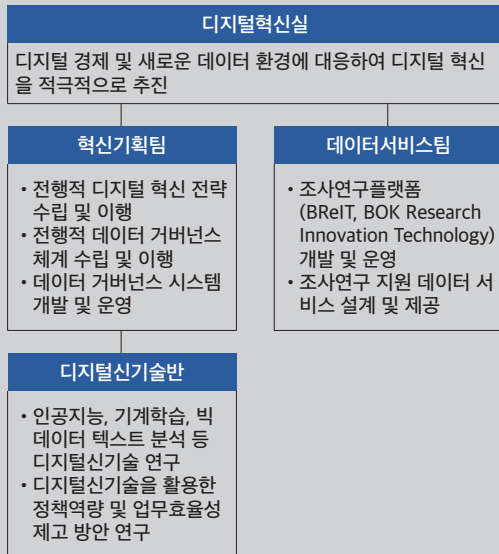 디지털혁신실
디지털 경제 및 새로운 데이터 환경에 대응하여 디지털 혁신
을 적극적으로 추진
혁신기획팀
• 전행적 디지털 혁신 전략
수립 및 이행
• 전행적 데이터 거버넌스
체계 수립 및 이행
• 데이터 거버넌스 시스템
개발 및 운영
데이터서비스팀
• 조사연구플랫폼
(BReIT, BOK Research
Innovation Technology)
개발 및 운영
• 조사연구 지원 데이터 서
비스 설계 및 제공
디지털신기술반
• 인공지능, 기계학습, 빅
데이터 텍스트 분석 등
디지털신기술 연구
• 디지털신기술을 활용한
정책역량 및 업무효율성
제고 방안 연구